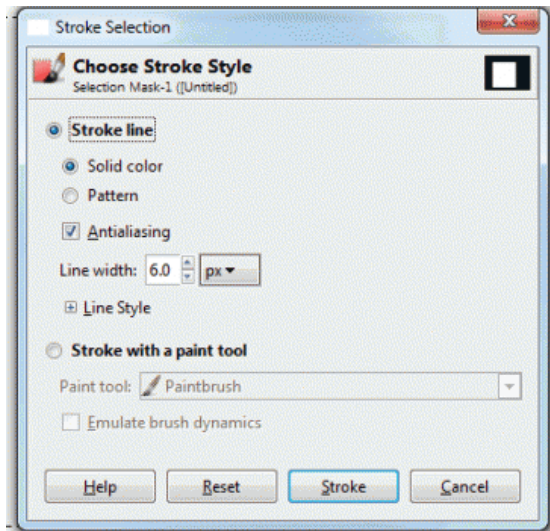 Stroke Selection
Choose Stroke Style
Selection Mask-1 ([Untitled])
Stroke line
Solid color
Pattern
Antialiasing
Line width: 6.0 px
Line Style
Stroke with a paint tool
Paint tool: Paintbrush
Emulate brush dynamics
Help Reset Stroke Cancel